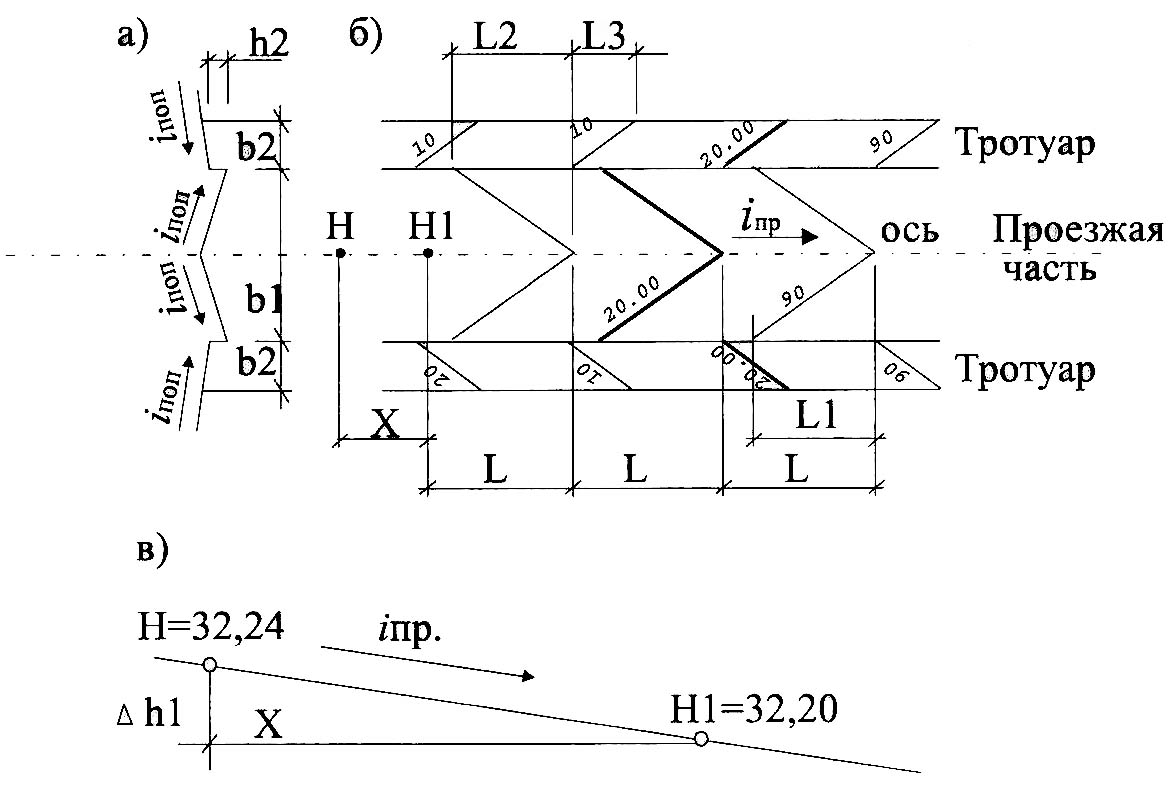 а)
h2
iпоп
b2
iпоп
iпоп
b1
b2
iпоп
б)
L2
L3
10
10
20.00
90
Тротуар
H
H1
iпр
ось
Проезжая
часть
20.00
90
20
10
20.00
90
Тротуар
X
L1
L
L
L
в)
H=32,24
iпр.
Δ h1
X
H1=32,20